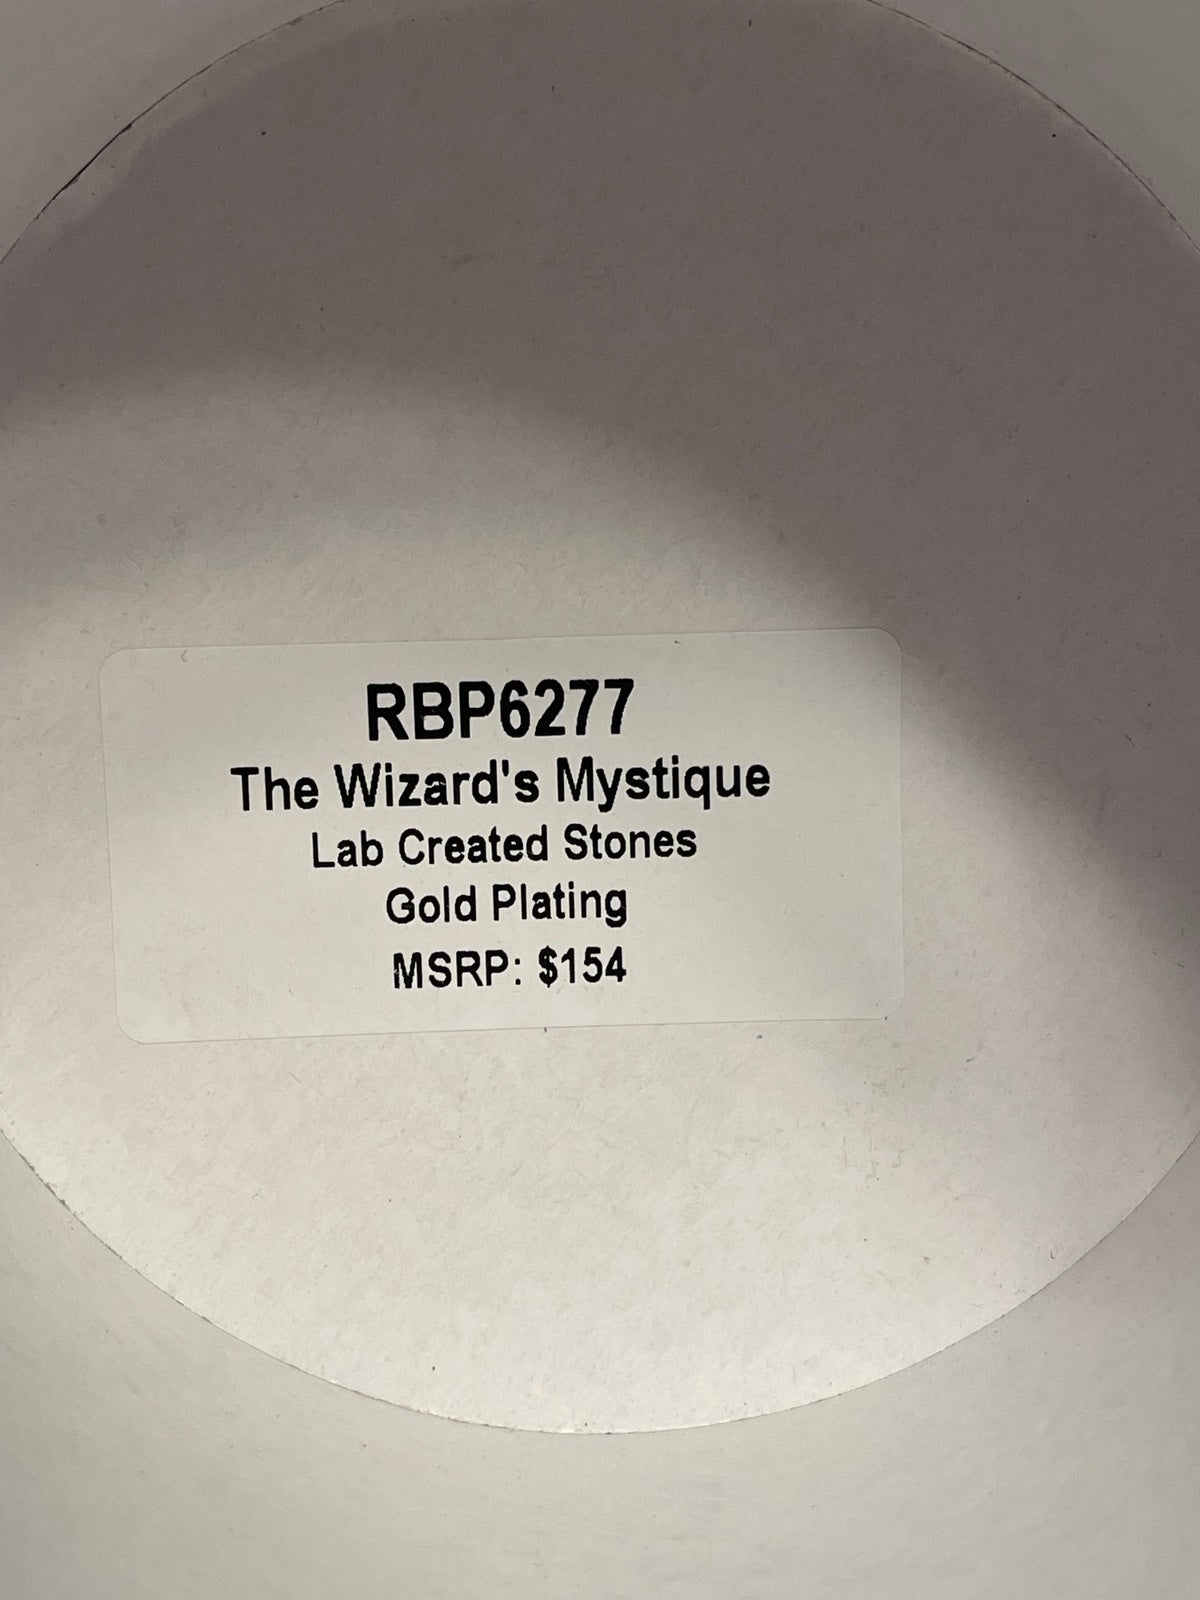 RBP6277
The Wizard's Mystique
Lab Created Stones
Gold Plating
MSRP: $154